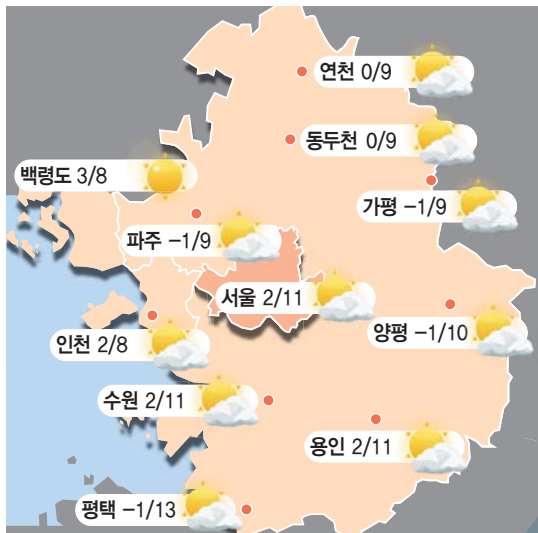 연천 0/9
동두천 0/9
백령도 3/8
가평 −1/9
파주 −1/9
서울 2/11
양평 −1/10
인천 2/8
수원 2/11
용인 2/11
평택 −1/13